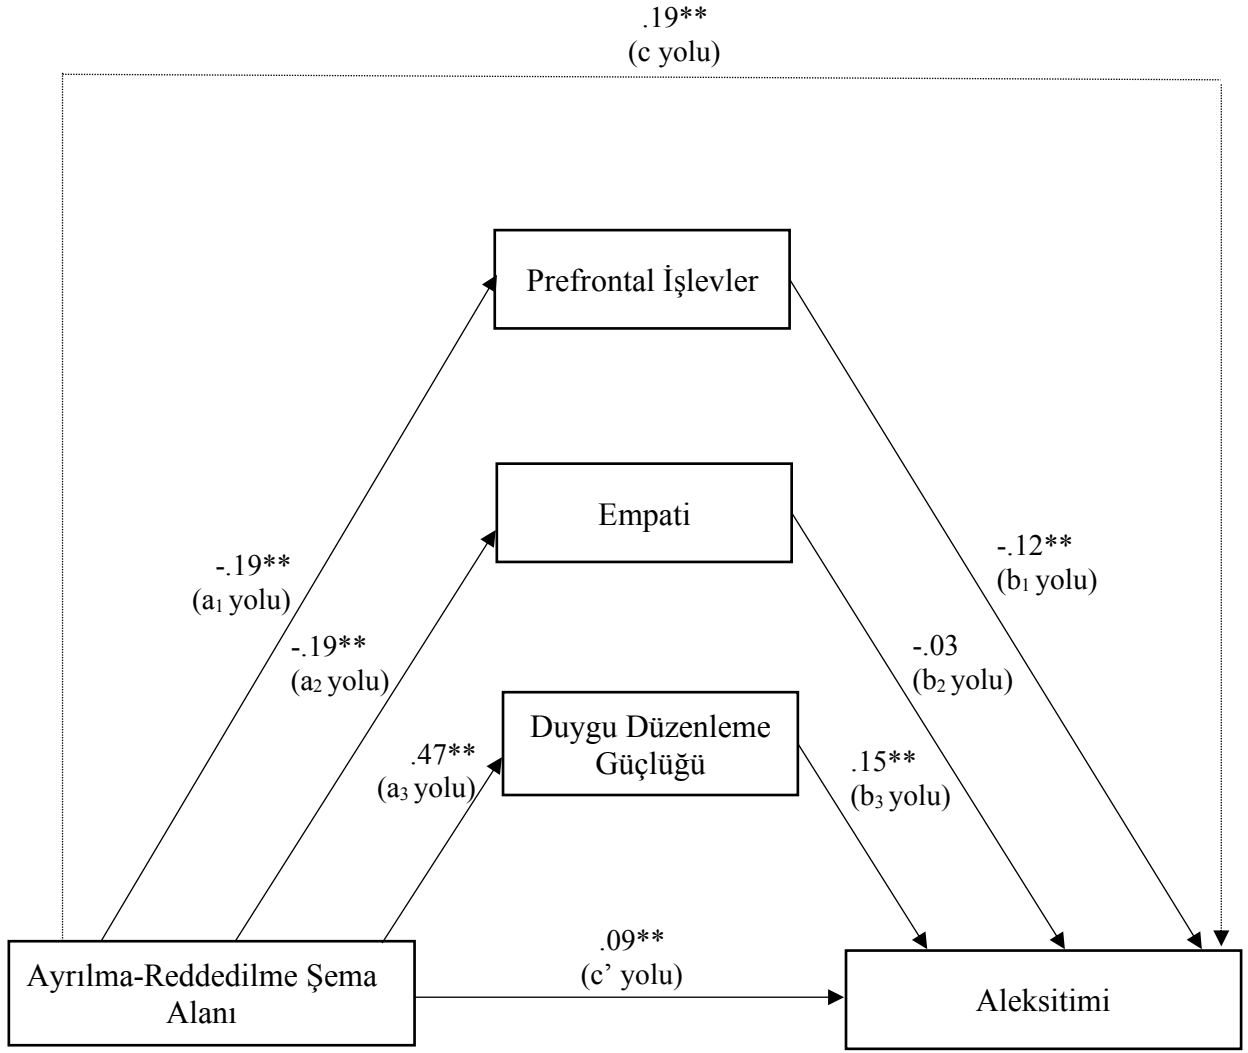 .19**
(c yolu)
Prefrontal İşlevler
Empati
-.19**
(a₁ yolu)
-.12**
(b₁ yolu)
-.19**
(a₂ yolu)
-.03
(b₂ yolu)
Duygu Düzenleme
Güçlüğü
.47**
(a₃ yolu)
.15**
(b₃ yolu)
.09**
(c’ yolu)
Ayrılma-Reddedilme Şema
Alanı
Aleksitimi